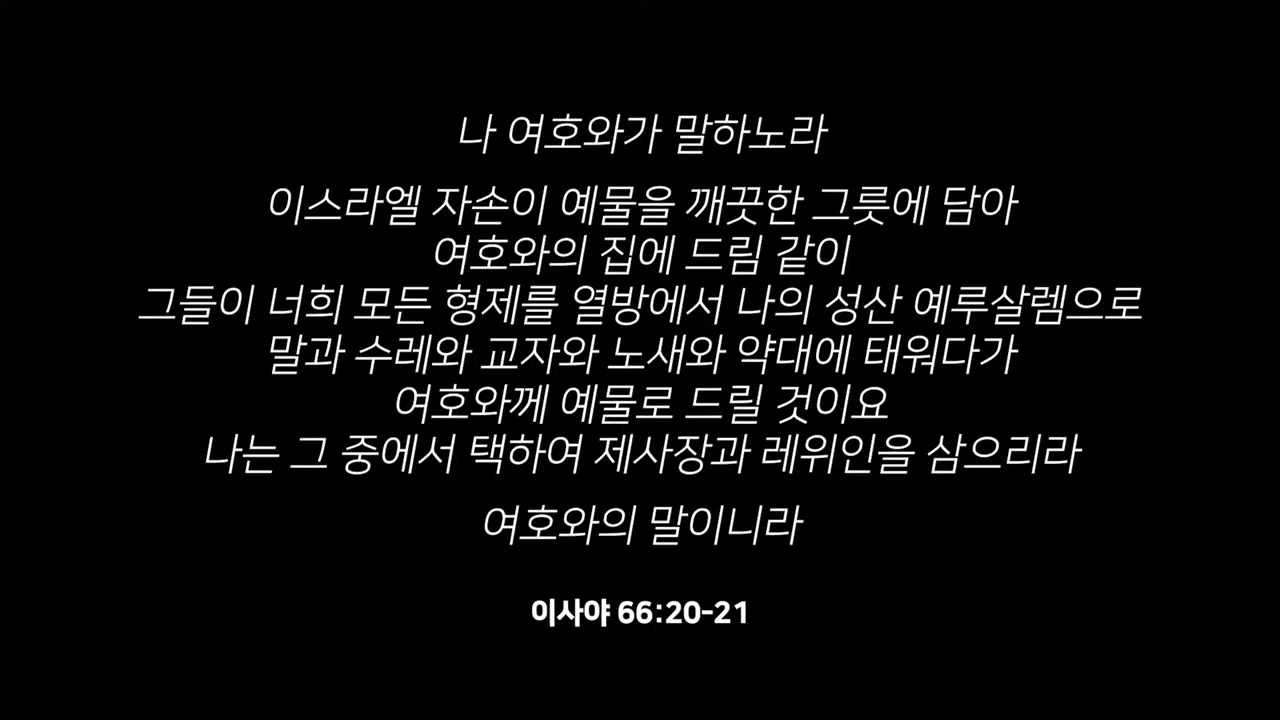 나 여호와가 말하노라
이스라엘 자손이 예물을 깨끗한 그릇에 담아
여호와의 집에 드림 같이
그들이 너희 모든 형제를 열방에서 나의 성산 예루살렘으로
말과 수레와 교자와 노새와 약대에 태워다가
여호와께 예물로 드릴 것이요
나는 그 중에서 택하여 제사장과 레위인을 삼으리라
여호와의 말이니라
이사야 66:20-21